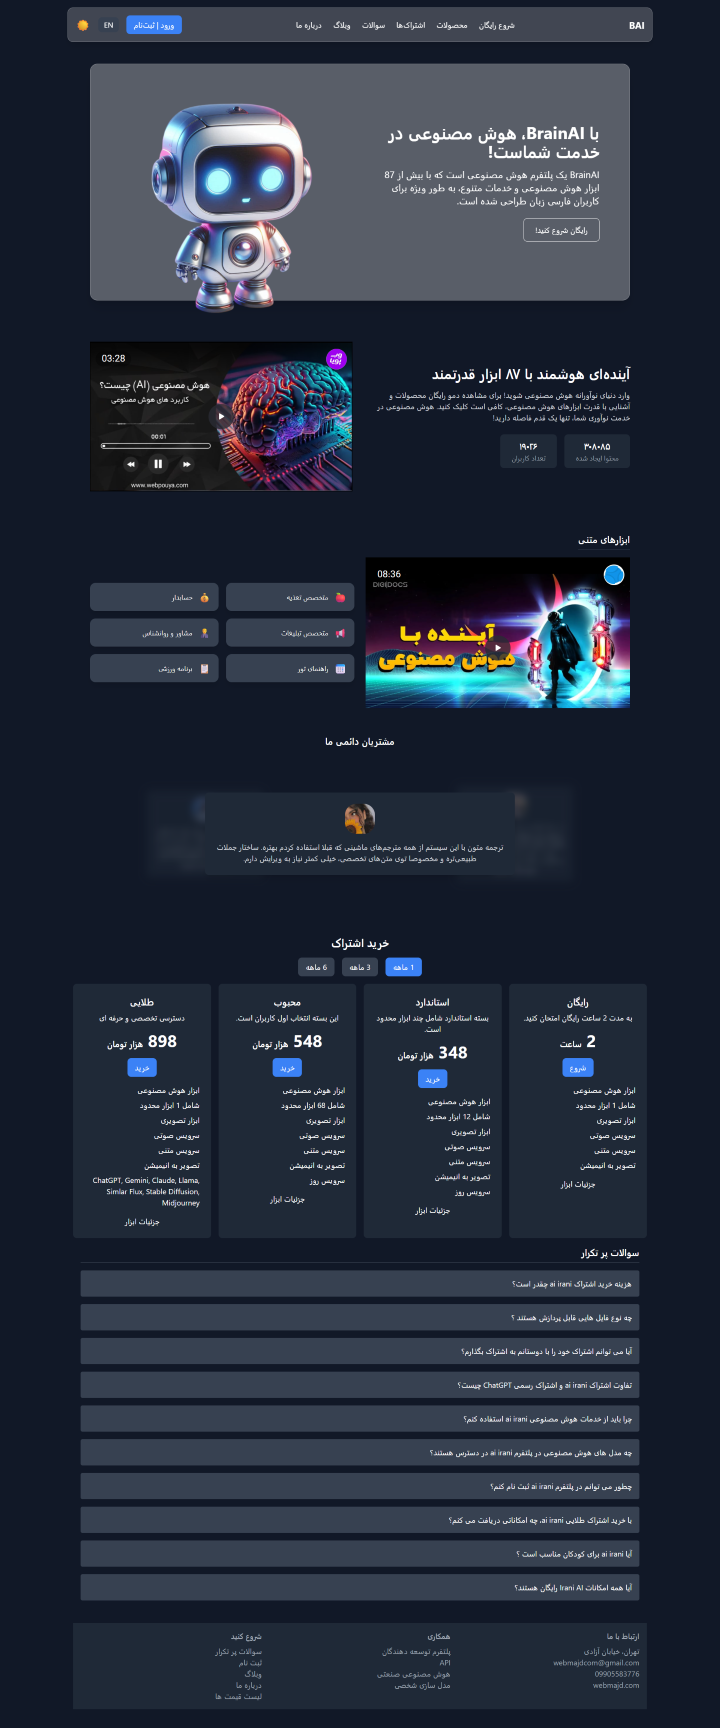 BAI
شروع رایگان
محصولات
اشتراک‌ها
سوالات
وبلاگ
درباره ما
ورود | ثبت‌نام
EN
با BrainAI، هوش مصنوعی در
خدمت شماست!
BrainAI یک پلتفرم هوش مصنوعی است که با بیش از 87
ابزار هوش مصنوعی و خدمات متنوع، به طور ویژه برای
کاربران فارسی زبان طراحی شده است.
رایگان شروع کنید!
آینده‌ای هوشمند با ۸۷ ابزار قدرتمند
وارد دنیای نوآورانه هوش مصنوعی شوید! برای مشاهده دمو رایگان محصولات و
آشنایی با قدرت ابزارهای هوش مصنوعی، کافی است کلیک کنید. هوش مصنوعی در
خدمت نوآوری شما، تنها یک قدم فاصله دارید!
۳۰۸۰۸۵
محتوا ایجاد شده
۱۹۰۲۶
تعداد کاربران
03:28
هوش مصنوعی (AI) چیست؟
کاربرد های هوش مصنوعی
00:01
www.webpouya.com
ابزارهای متنی
08:36
DIGIDOCS
آینده با
هوش مصنوعی
متخصص تغذیه
حسابدار
متخصص تبلیغات
مشاور و روانشناس
راهنمای تور
برنامه ورزشی
مشتریان دائمی ما
ترجمه متون با این سیستم از همه مترجم‌های ماشینی که قبلا استفاده کردم بهتره. ساختار جملات
طبیعی‌تره و مخصوصا توی متن‌های تخصصی، خیلی کمتر نیاز به ویرایش دارم.
خرید اشتراک
1 ماهه
3 ماهه
6 ماهه
رایگان
به مدت 2 ساعت رایگان امتحان کنید.
2 ساعت
شروع
ابزار هوش مصنوعی
شامل 1 ابزار محدود
ابزار تصویری
سرویس صوتی
سرویس متنی
تصویر به انیمیشن
جزئیات ابزار
استاندارد
بسته استاندارد شامل چند ابزار محدود
است.
348 هزار تومان
خرید
ابزار هوش مصنوعی
شامل 12 ابزار محدود
ابزار تصویری
سرویس صوتی
سرویس متنی
تصویر به انیمیشن
سرویس روز
جزئیات ابزار
محبوب
این بسته انتخاب اول کاربران است.
548 هزار تومان
خرید
ابزار هوش مصنوعی
شامل 68 ابزار محدود
ابزار تصویری
سرویس صوتی
سرویس متنی
تصویر به انیمیشن
سرویس روز
جزئیات ابزار
طلایی
دسترسی تخصصی و حرفه ای
898 هزار تومان
خرید
ابزار هوش مصنوعی
شامل 1 ابزار محدود
ابزار تصویری
سرویس صوتی
سرویس متنی
تصویر به انیمیشن
ChatGPT, Gemini, Claude, Llama,
Simlar Flux, Stable Diffusion,
Midjourney
جزئیات ابزار
سوالات پر تکرار
هزینه خرید اشتراک ai irani چقدر است؟
چه نوع فایل هایی قابل پردازش هستند ؟
آیا می توانم اشتراک خود را با دوستانم به اشتراک بگذارم؟
تفاوت اشتراک ai irani و اشتراک رسمی ChatGPT چیست؟
چرا باید از خدمات هوش مصنوعی ai irani استفاده کنم؟
چه مدل های هوش مصنوعی در پلتفرم ai irani در دسترس هستند؟
چطور می توانم در پلتفرم ai irani ثبت نام کنم؟
با خرید اشتراک طلایی ai irani، چه امکاناتی دریافت می کنم؟
آیا ai irani برای کودکان مناسب است ؟
آیا همه امکانات Irani AI رایگان هستند؟
ارتباط با ما
تهران، خیابان آزادی
webmajdcom@gmail.com
09905583776
webmajd.com
همکاری
پلتفرم توسعه دهندگان
API
هوش مصنوعی صنعتی
مدل سازی شخصی
شروع کنید
سوالات پر تکرار
ثبت نام
وبلاگ
درباره ما
لیست قیمت ها